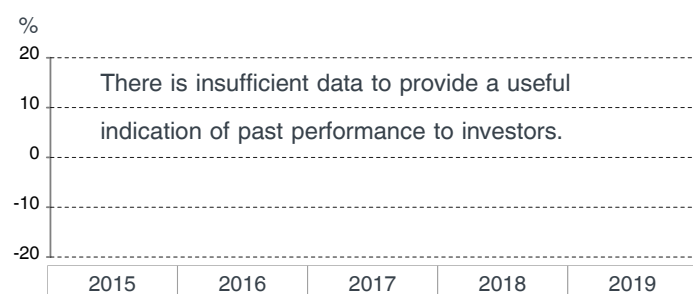 %
20
There is insufficient data to provide a useful
10
indication of past performance to investors.
0
-10
-20
2015 2016 2017 2018 2019